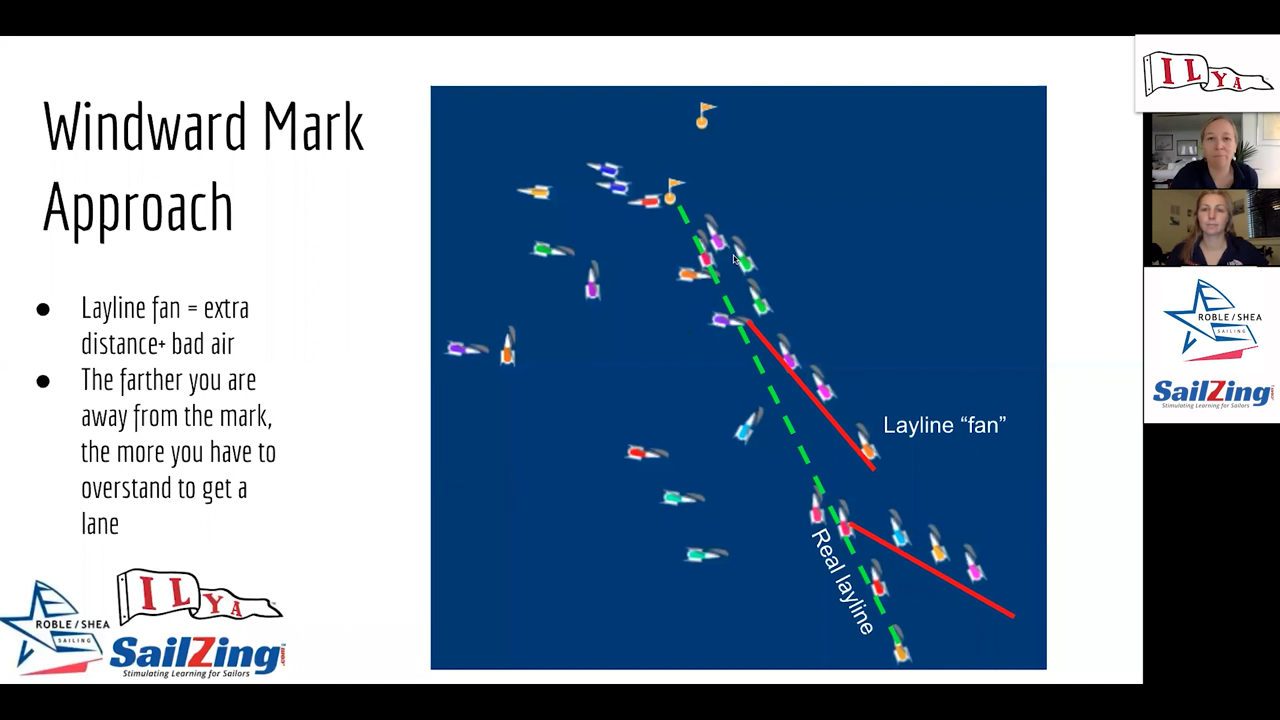 Windward Mark
Approach
● Layline fan = extra
distance+ bad air
● The farther you are
away from the mark,
the more you have to
overstand to get a
lane
ROBLE / SHEA
SAILING
ILYA
SailZing.com
Stimulating Learning for Sailors
Layline “fan”
Real layline
ILYA
ROBLE / SHEA
SAILING
SailZing.com
Stimulating Learning for Sailors